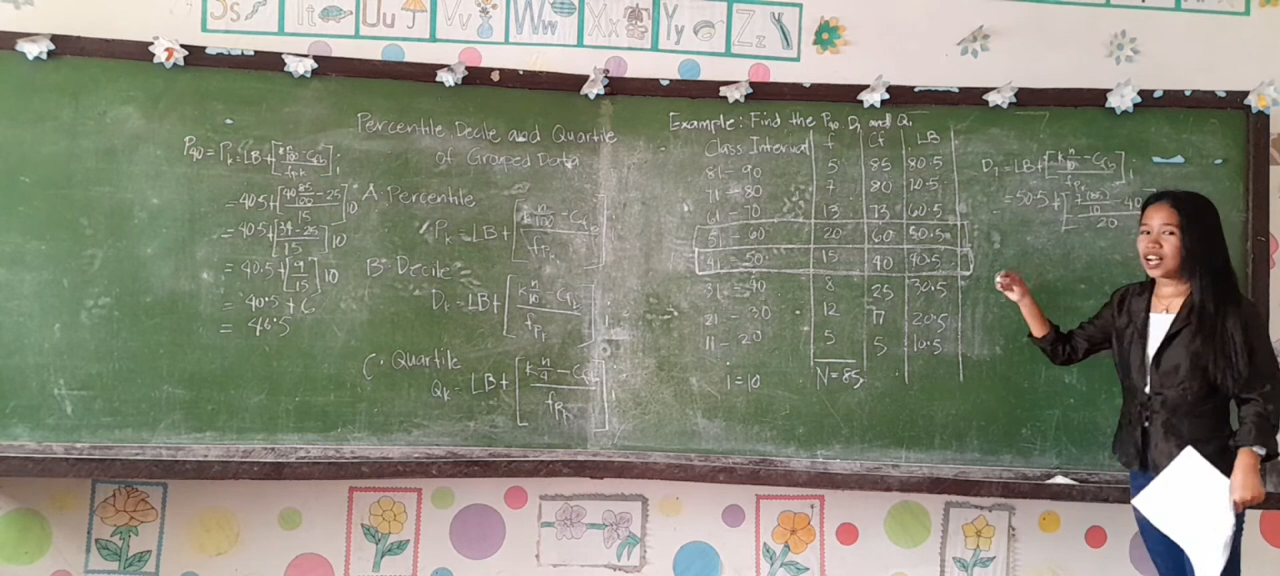 Ss Tt Uu Vv Ww Xx Yy Zz
Percentile, Decile and Quartile
of Grouped Data
P40 = Pk = LB + [ - Cfb / fPk ] i
= 40.5 + [ 40 85/100 - 25 / 15 ] 10
= 40.5 + [ 34 - 25 / 15 ] 10
= 40.5 + [ 9 / 15 ] 10
= 40.5 + 6
= 46.5
A. Percentile
Pk = LB + [ k n/100 - Cfb / fPk ] i
B. Decile
Dk = LB + [ k n/10 - Cfb / fPk ] i
C. Quartile
Qk = LB + [ k n/4 - Cfb / fPk ] i
Example: Find the P40, D7 and Q1
Class Interval f Cf LB
81 - 90 5 85 80.5
71 - 80 7 80 70.5
61 - 70 13 73 60.5
51 - 60 20 60 50.5
41 - 50 15 40 40.5
31 - 40 8 25 30.5
21 - 30 12 17 20.5
11 - 20 5 5 10.5
i = 10 N = 85
D7 = LB + [ k n/10 - Cfb / fPk ] i
= 50.5 + [ 7(85)/10 - 40 / 20